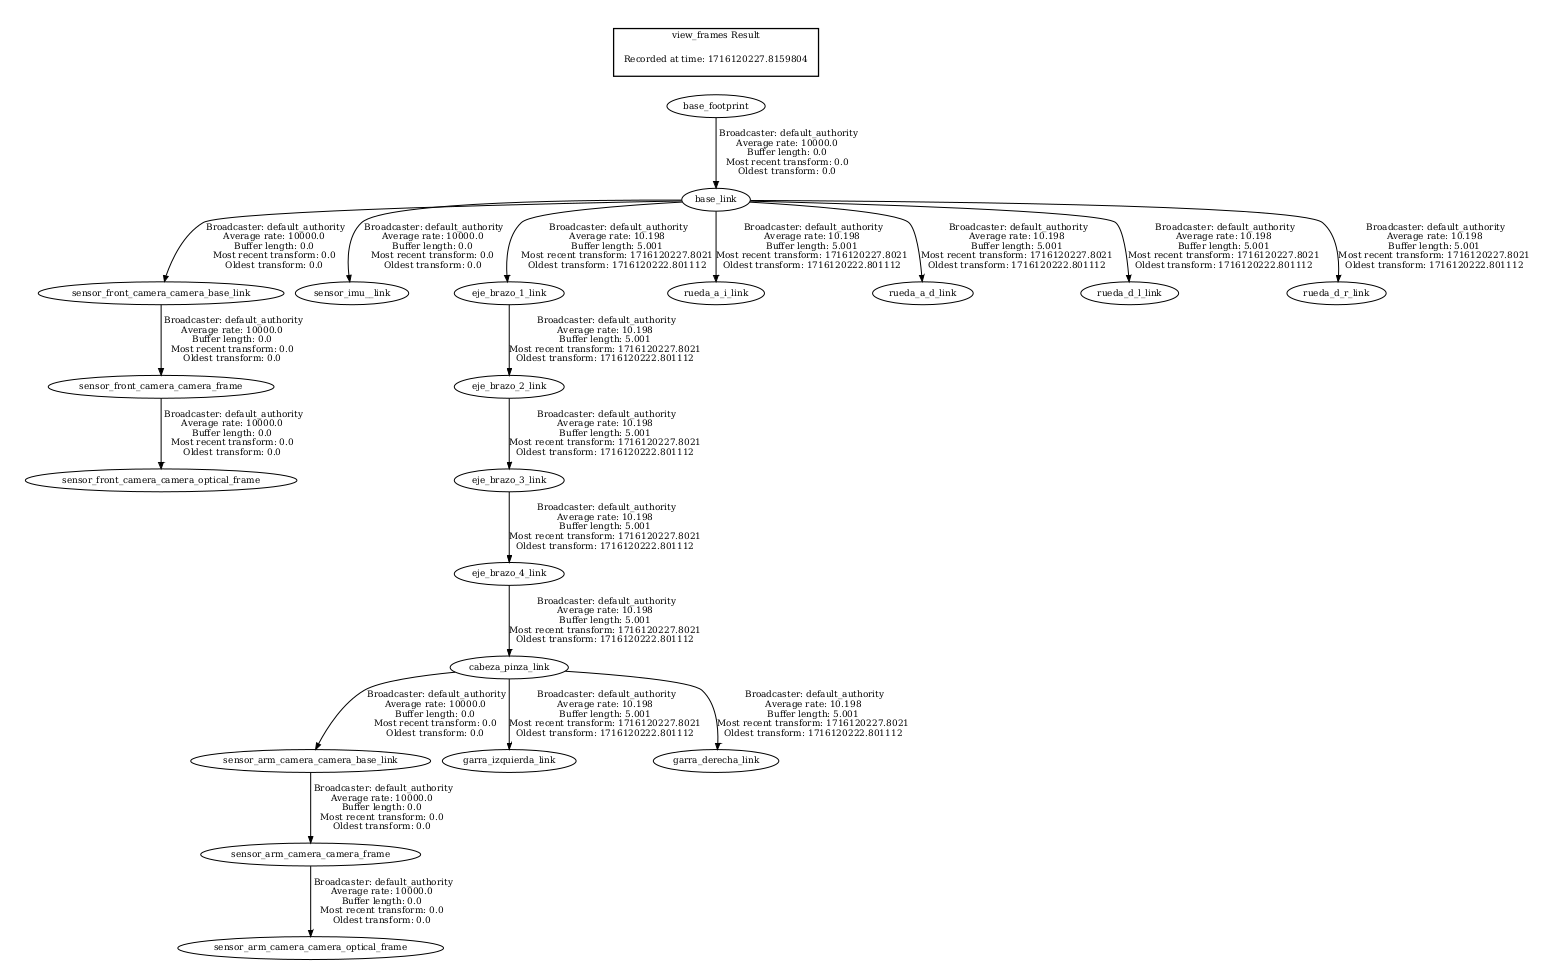 view_frames Result
Recorded at time: 1716120227.8159804
base_footprint
Broadcaster: default_authority
Average rate: 10000.0
Buffer length: 0.0
Most recent transform: 0.0
Oldest transform: 0.0
base_link
Broadcaster: default_authority
Average rate: 10000.0
Buffer length: 0.0
Most recent transform: 0.0
Oldest transform: 0.0
Broadcaster: default_authority
Average rate: 10000.0
Buffer length: 0.0
Most recent transform: 0.0
Oldest transform: 0.0
Broadcaster: default_authority
Average rate: 10.198
Buffer length: 5.001
Most recent transform: 1716120227.8021
Oldest transform: 1716120222.801112
Broadcaster: default_authority
Average rate: 10.198
Buffer length: 5.001
Most recent transform: 1716120227.8021
Oldest transform: 1716120222.801112
Broadcaster: default_authority
Average rate: 10.198
Buffer length: 5.001
Most recent transform: 1716120227.8021
Oldest transform: 1716120222.801112
Broadcaster: default_authority
Average rate: 10.198
Buffer length: 5.001
Most recent transform: 1716120227.8021
Oldest transform: 1716120222.801112
Broadcaster: default_authority
Average rate: 10.198
Buffer length: 5.001
Most recent transform: 1716120227.8021
Oldest transform: 1716120222.801112
sensor_front_camera_camera_base_link
sensor_imu__link
eje_brazo_1_link
rueda_a_i_link
rueda_a_d_link
rueda_d_l_link
rueda_d_r_link
Broadcaster: default_authority
Average rate: 10000.0
Buffer length: 0.0
Most recent transform: 0.0
Oldest transform: 0.0
Broadcaster: default_authority
Average rate: 10.198
Buffer length: 5.001
Most recent transform: 1716120227.8021
Oldest transform: 1716120222.801112
sensor_front_camera_camera_frame
eje_brazo_2_link
Broadcaster: default_authority
Average rate: 10000.0
Buffer length: 0.0
Most recent transform: 0.0
Oldest transform: 0.0
Broadcaster: default_authority
Average rate: 10.198
Buffer length: 5.001
Most recent transform: 1716120227.8021
Oldest transform: 1716120222.801112
sensor_front_camera_camera_optical_frame
eje_brazo_3_link
Broadcaster: default_authority
Average rate: 10.198
Buffer length: 5.001
Most recent transform: 1716120227.8021
Oldest transform: 1716120222.801112
eje_brazo_4_link
Broadcaster: default_authority
Average rate: 10.198
Buffer length: 5.001
Most recent transform: 1716120227.8021
Oldest transform: 1716120222.801112
cabeza_pinza_link
Broadcaster: default_authority
Average rate: 10000.0
Buffer length: 0.0
Most recent transform: 0.0
Oldest transform: 0.0
Broadcaster: default_authority
Average rate: 10.198
Buffer length: 5.001
Most recent transform: 1716120227.8021
Oldest transform: 1716120222.801112
Broadcaster: default_authority
Average rate: 10.198
Buffer length: 5.001
Most recent transform: 1716120227.8021
Oldest transform: 1716120222.801112
sensor_arm_camera_camera_base_link
garra_izquierda_link
garra_derecha_link
Broadcaster: default_authority
Average rate: 10000.0
Buffer length: 0.0
Most recent transform: 0.0
Oldest transform: 0.0
sensor_arm_camera_camera_frame
Broadcaster: default_authority
Average rate: 10000.0
Buffer length: 0.0
Most recent transform: 0.0
Oldest transform: 0.0
sensor_arm_camera_camera_optical_frame